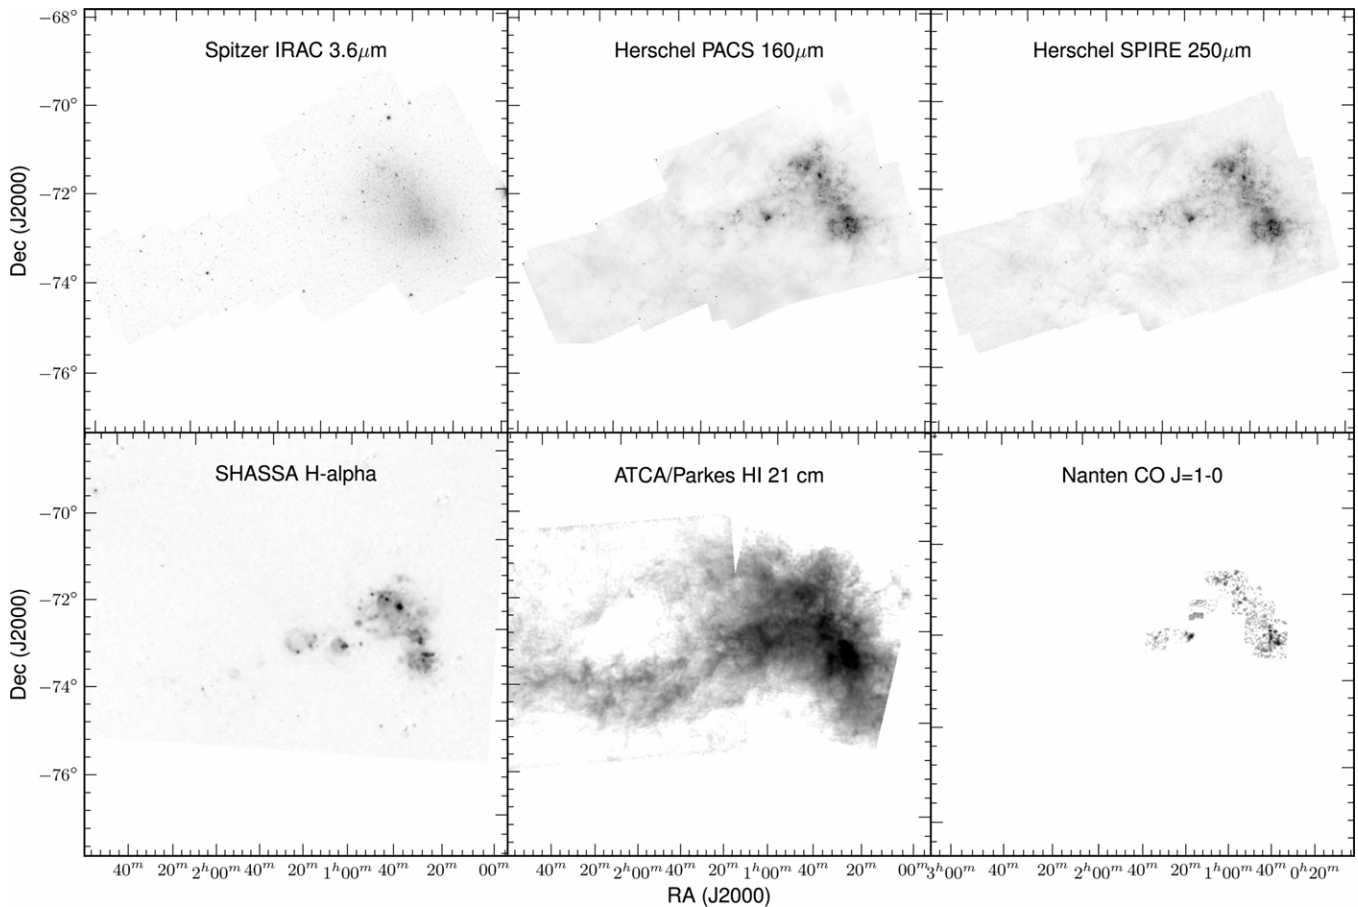 Spitzer IRAC 3.6μm
Herschel PACS 160μm
Herschel SPIRE 250μm
−68°
−70°
−72°
−74°
−76°
Dec (J2000)
SHASSA H-alpha
ATCA/Parkes HI 21 cm
Nanten CO J=1-0
−70°
−72°
−74°
−76°
Dec (J2000)
40m 20m 2h00m 40m 20m 1h00m 40m 20m 00m
40m 20m 2h00m 40m 20m 1h00m 40m 20m 00m
3h00m 40m 20m 2h00m 40m 20m 1h00m 40m 0h20m
RA (J2000)